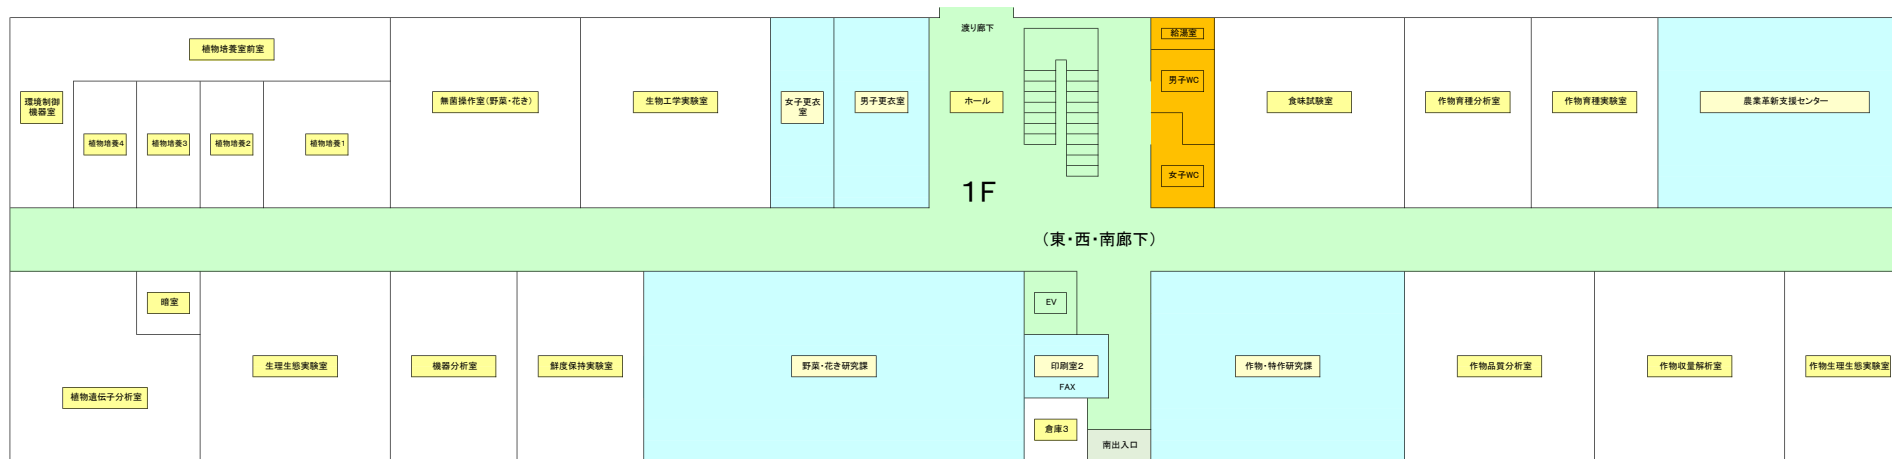 渡り廊下
給湯室
植物培養室前室
男子WC
環境制御
機器室
無菌操作室(野菜・花き)
生物工学実験室
女子更衣
室
男子更衣室
ホール
食味試験室
作物育種分析室
作物育種実験室
農業革新支援センター
植物培養4
植物培養3
植物培養2
植物培養1
女子WC
1F
(東・西・南廊下)
暗室
EV
生理生態実験室
機器分析室
鮮度保持実験室
野菜・花き研究課
印刷室2
FAX
作物・特作研究課
作物品質分析室
作物収量解析室
作物生理生態実験室
植物遺伝子分析室
倉庫3
南出入口